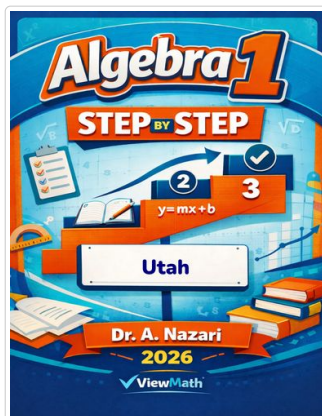 Algebra 1
STEP BY STEP
2
3
y=mx+b
Utah
Dr. A. Nazari
2026
ViewMath